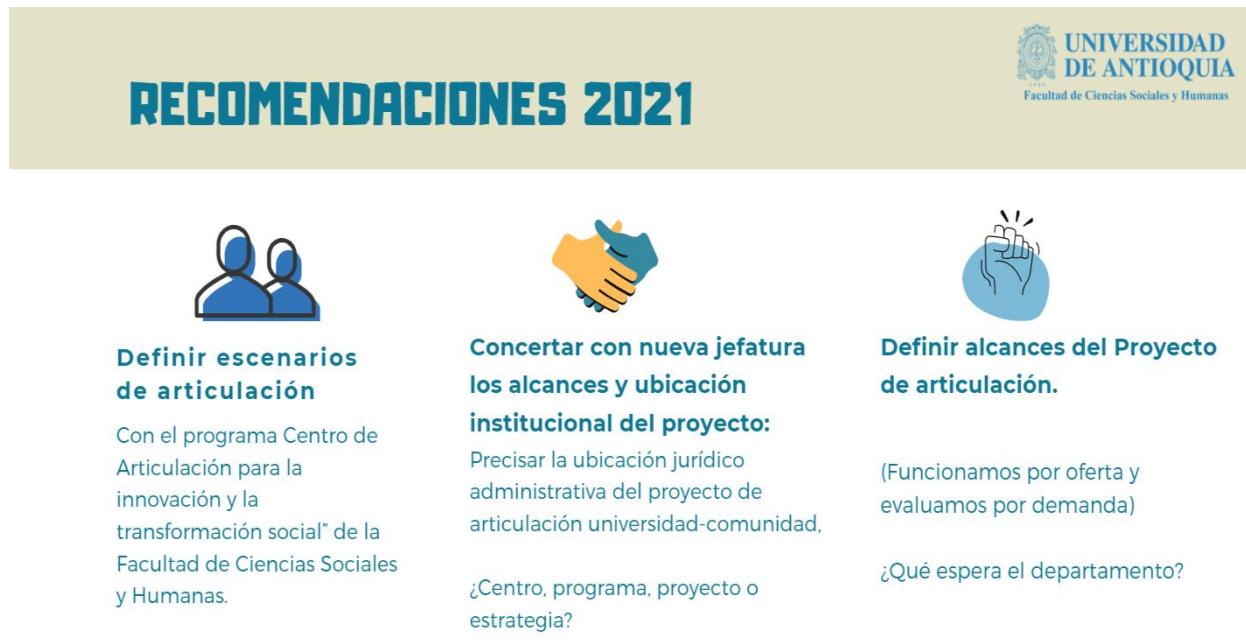 UNIVERSIDAD
DE ANTIOQUIA
Facultad de Ciencias Sociales y Humanas
RECOMENDACIONES 2021
Definir escenarios
de articulación
Con el programa Centro de
Articulación para la
innovación y la
transformación social” de la
Facultad de Ciencias Sociales
y Humanas.
Concertar con nueva jefatura
los alcances y ubicación
institucional del proyecto:
Precisar la ubicación jurídico
administrativa del proyecto de
articulación universidad-comunidad,
¿Centro, programa, proyecto o
estrategia?
Definir alcances del Proyecto
de articulación.
(Funcionamos por oferta y
evaluamos por demanda)
¿Qué espera el departamento?